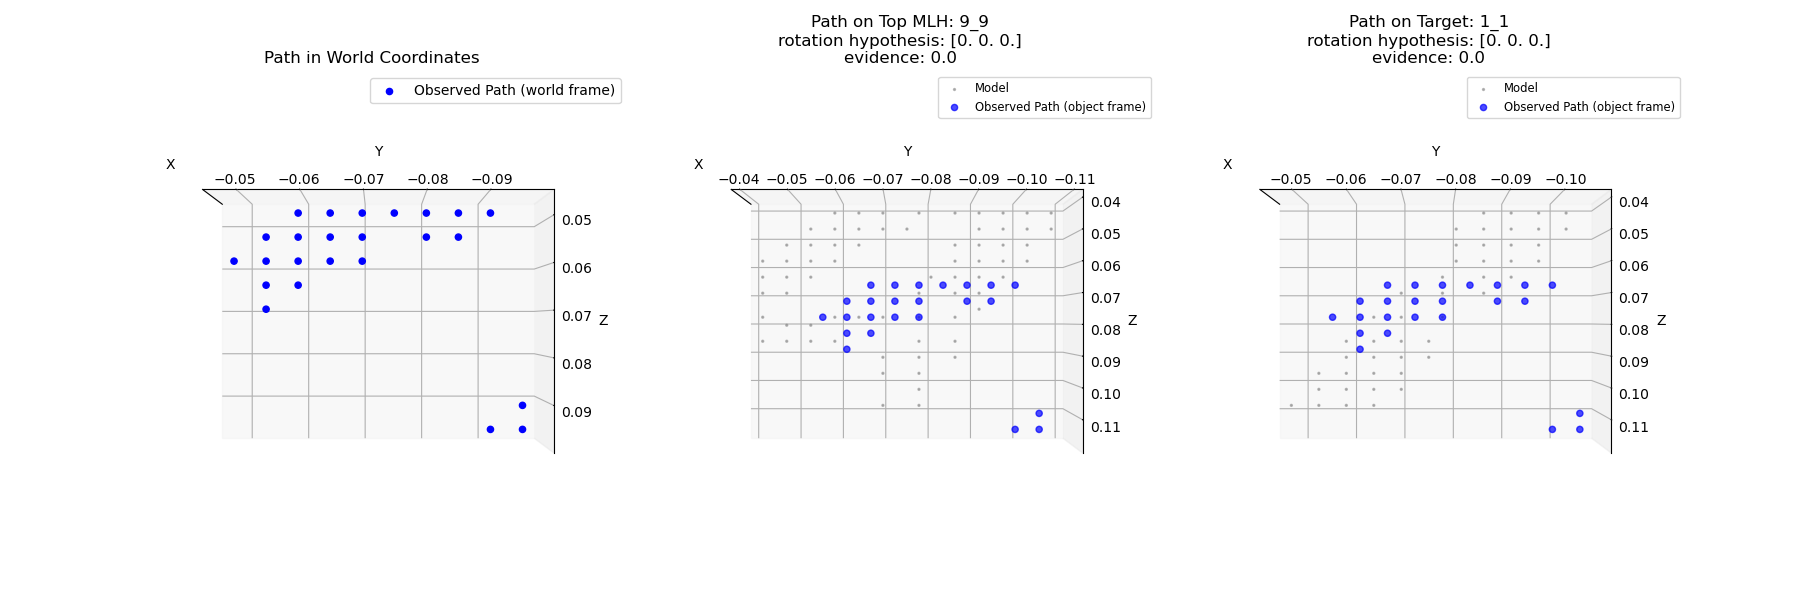 Path in World Coordinates
Observed Path (world frame)
X
Y
−0.05 −0.06 −0.07 −0.08 −0.09
0.05
0.06
0.07
0.08
0.09
Z
Path on Top MLH: 9_9
rotation hypothesis: [0. 0. 0.]
evidence: 0.0
Model
Observed Path (object frame)
X
Y
−0.04 −0.05 −0.06 −0.07 −0.08 −0.09 −0.10 −0.11
0.04
0.05
0.06
0.07
0.08
0.09
0.10
0.11
Z
Path on Target: 1_1
rotation hypothesis: [0. 0. 0.]
evidence: 0.0
Model
Observed Path (object frame)
X
Y
−0.05 −0.06 −0.07 −0.08 −0.09 −0.10
0.04
0.05
0.06
0.07
0.08
0.09
0.10
0.11
Z